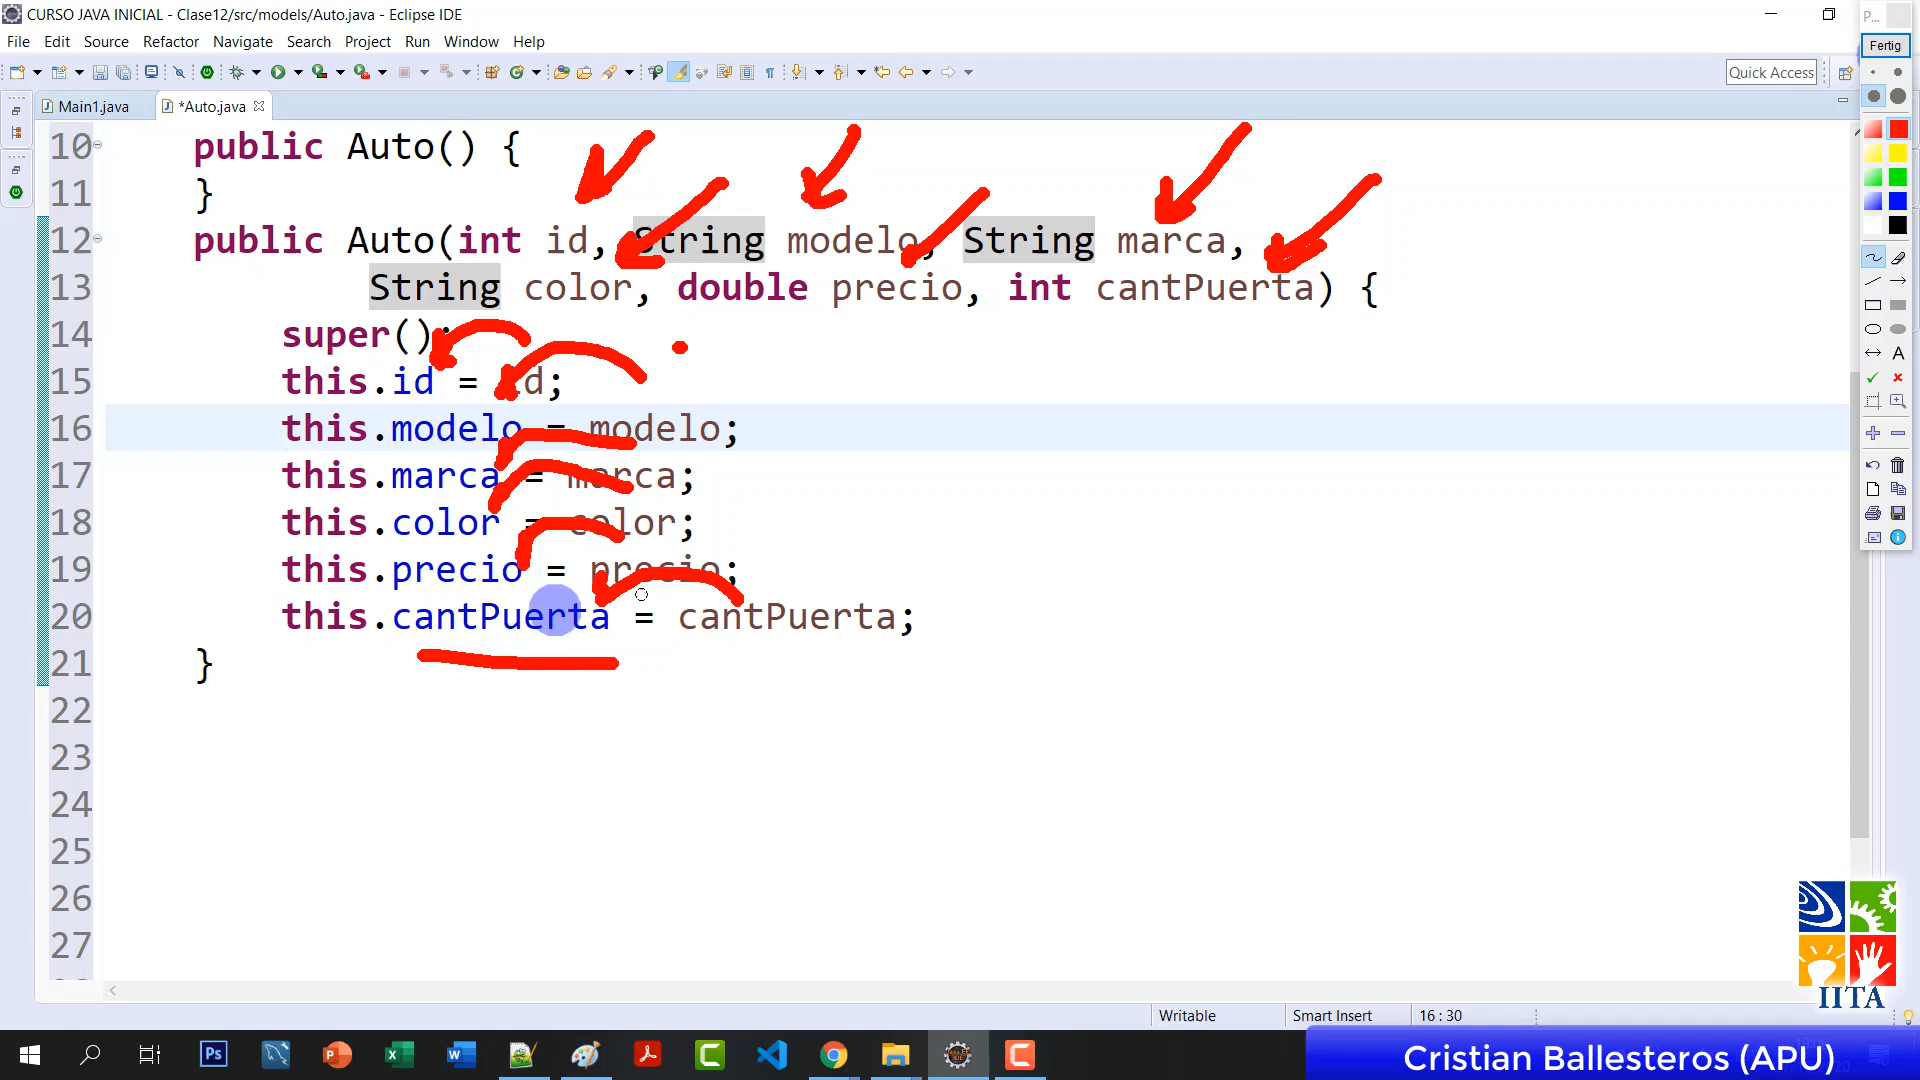 CURSO JAVA INICIAL - Clase12/src/models/Auto.java - Eclipse IDE
File Edit Source Refactor Navigate Search Project Run Window Help
Quick Access
P...
Fertig
Main1.java *Auto.java
10 public Auto() {
11 }
12 public Auto(int id, String modelo, String marca,
13 String color, double precio, int cantPuerta) {
14 super();
15 this.id = id;
16 this.modelo = modelo;
17 this.marca = marca;
18 this.color = color;
19 this.precio = precio;
20 this.cantPuerta = cantPuerta;
21 }
22
23
24
25
26
27
IITA
Writable Smart Insert 16 : 30
Cristian Ballesteros (APU)